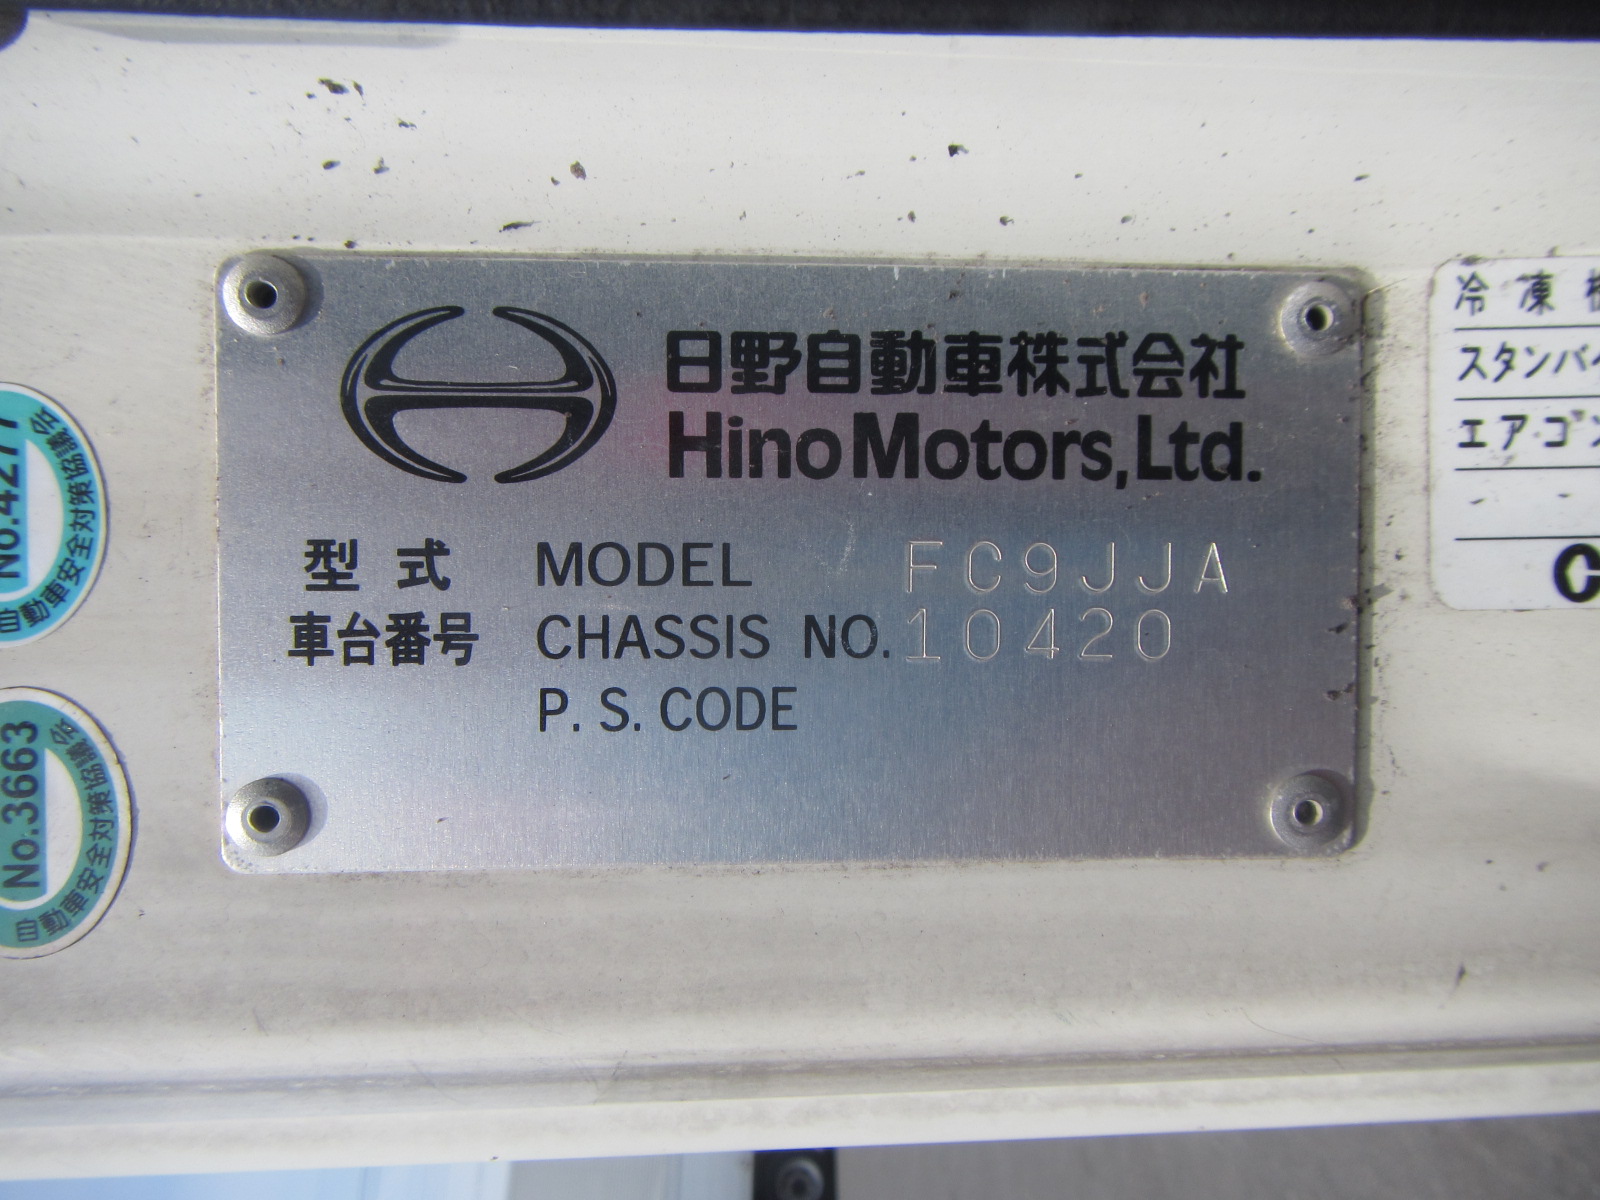 日野自動車株式会社
Hino Motors, Ltd.
型式 MODEL FC9JJA
車台番号 CHASSIS NO. 10420
P. S. CODE
No.4277
自動車安全対策協議会
No.3663
自動車安全対策協議会
冷凍
スタンバイ
エア・コン